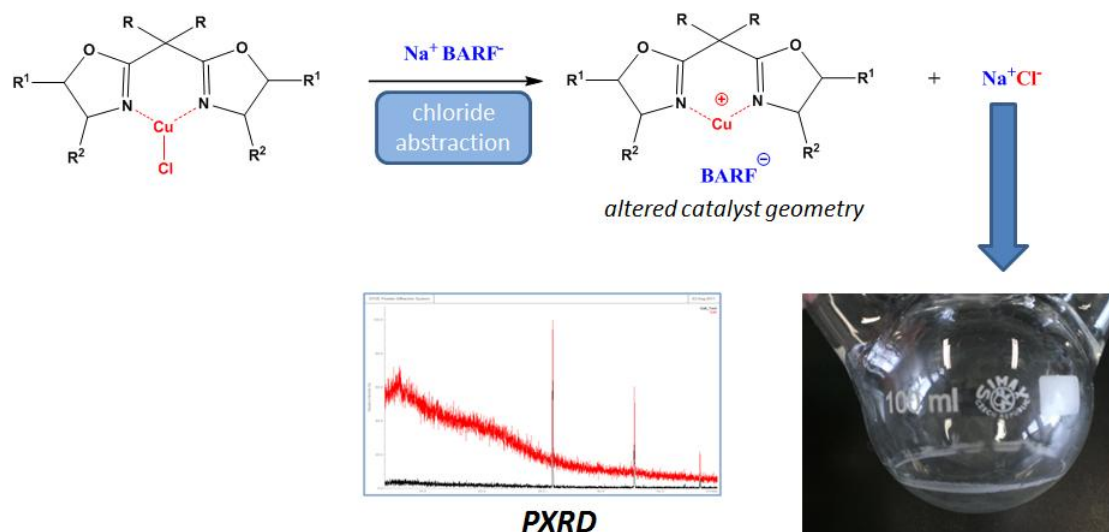 R R
O O
R¹ R¹
N N
Cu
R² R²
Cl
Na⁺ BARF⁻
chloride
abstraction
R R
O O
R¹ R¹
N ⊕ N
Cu
R² R²
BARF⊖
altered catalyst geometry
+
Na⁺Cl⁻
PXRD
100 ml
SIMAX